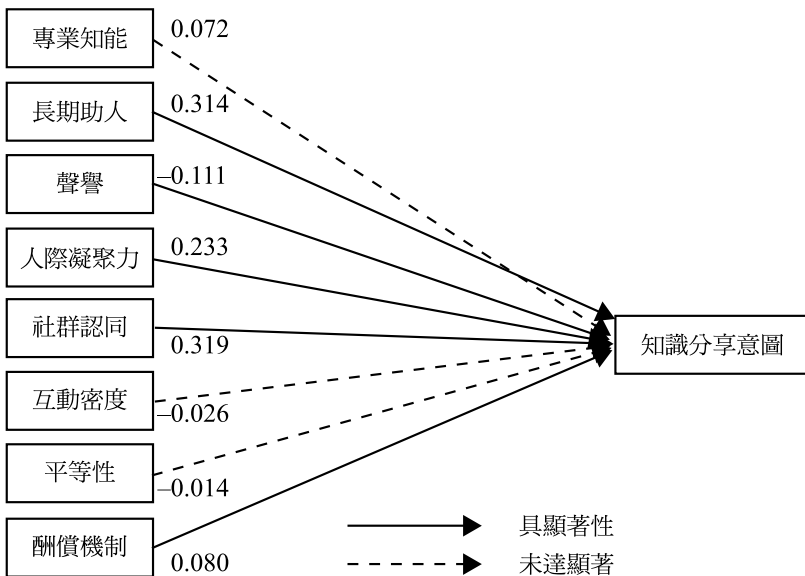 專業知能
0.072
長期助人
0.314
聲譽
–0.111
人際凝聚力
0.233
社群認同
0.319
互動密度
–0.026
平等性
–0.014
酬償機制
0.080
知識分享意圖
具顯著性
未達顯著